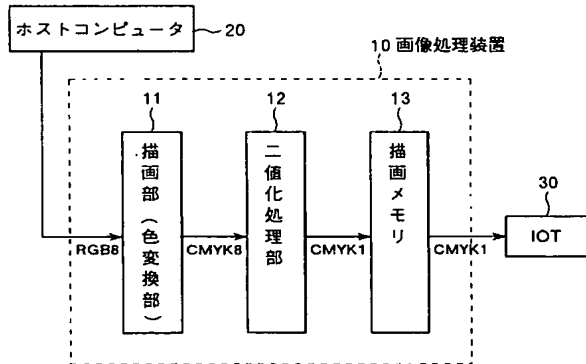 ホストコンピュータ
20
10 画像処理装置
11
12
13
描画部（色変換部）
二値化処理部
描画メモリ
30
IOT
RGB8
CMYK8
CMYK1
CMYK1